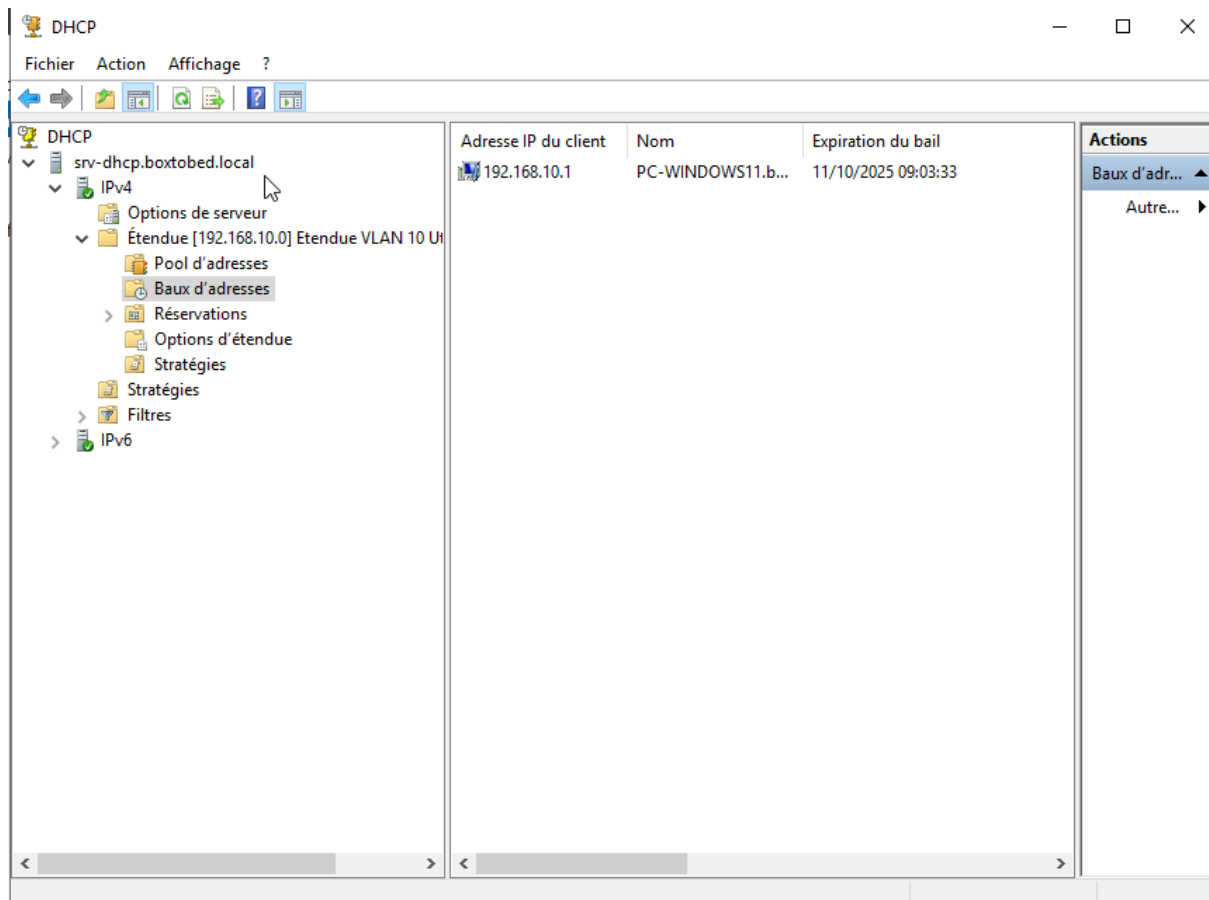 DHCP
Fichier Action Affichage ?
DHCP
srv-dhcp.boxtobed.local
IPv4
Options de serveur
Étendue [192.168.10.0] Etendue VLAN 10 Ut
Pool d'adresses
Baux d'adresses
Réservations
Options d'étendue
Stratégies
Stratégies
Filtres
IPv6
Adresse IP du client Nom Expiration du bail
192.168.10.1 PC-WINDOWS11.b... 11/10/2025 09:03:33
Actions
Baux d'adr...
Autre...